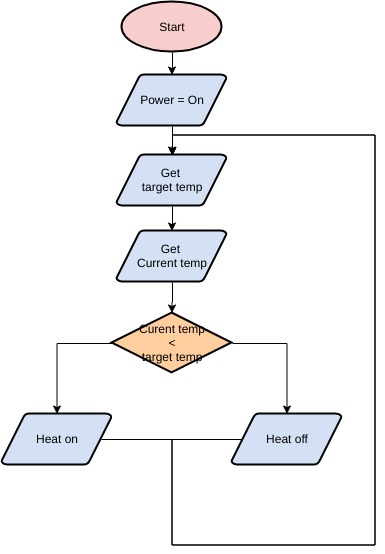 Start
Power = On
Get
target temp
Get
Current temp
Curent temp
<
target temp
Heat on
Heat off